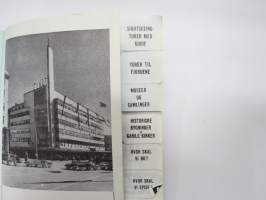 SIGHTSEEING-
TURER MED
GUIDE
TURER TIL
FJORDENE
MUSEER
OG
SAMLINGER
HISTORISKE
BYGNINGER
GAMLE KIRKER
HVOR SKAL
VI BO?
HVOR SKAL
VI SPISE?